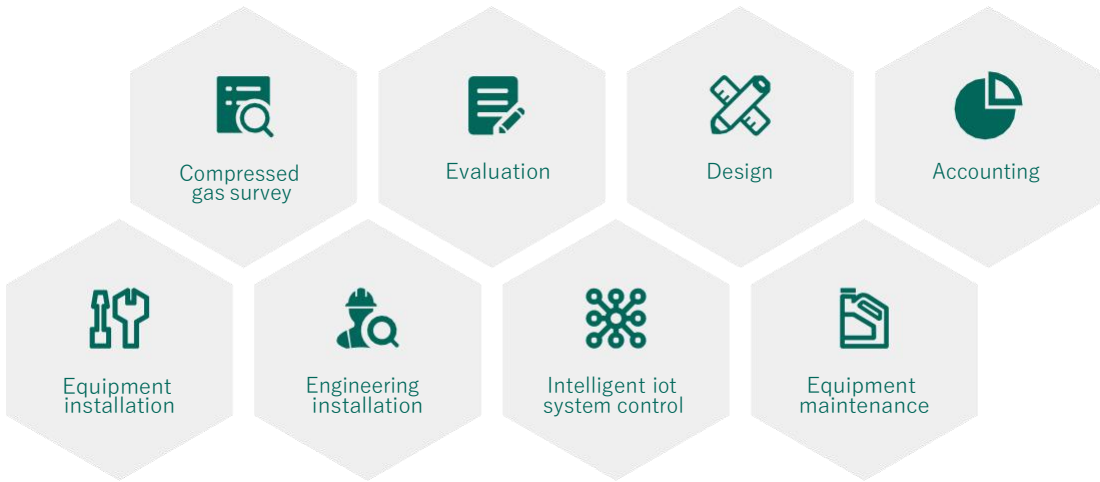 Compressed
gas survey
Evaluation
Design
Accounting
Equipment
installation
Engineering
installation
Intelligent iot
system control
Equipment
maintenance